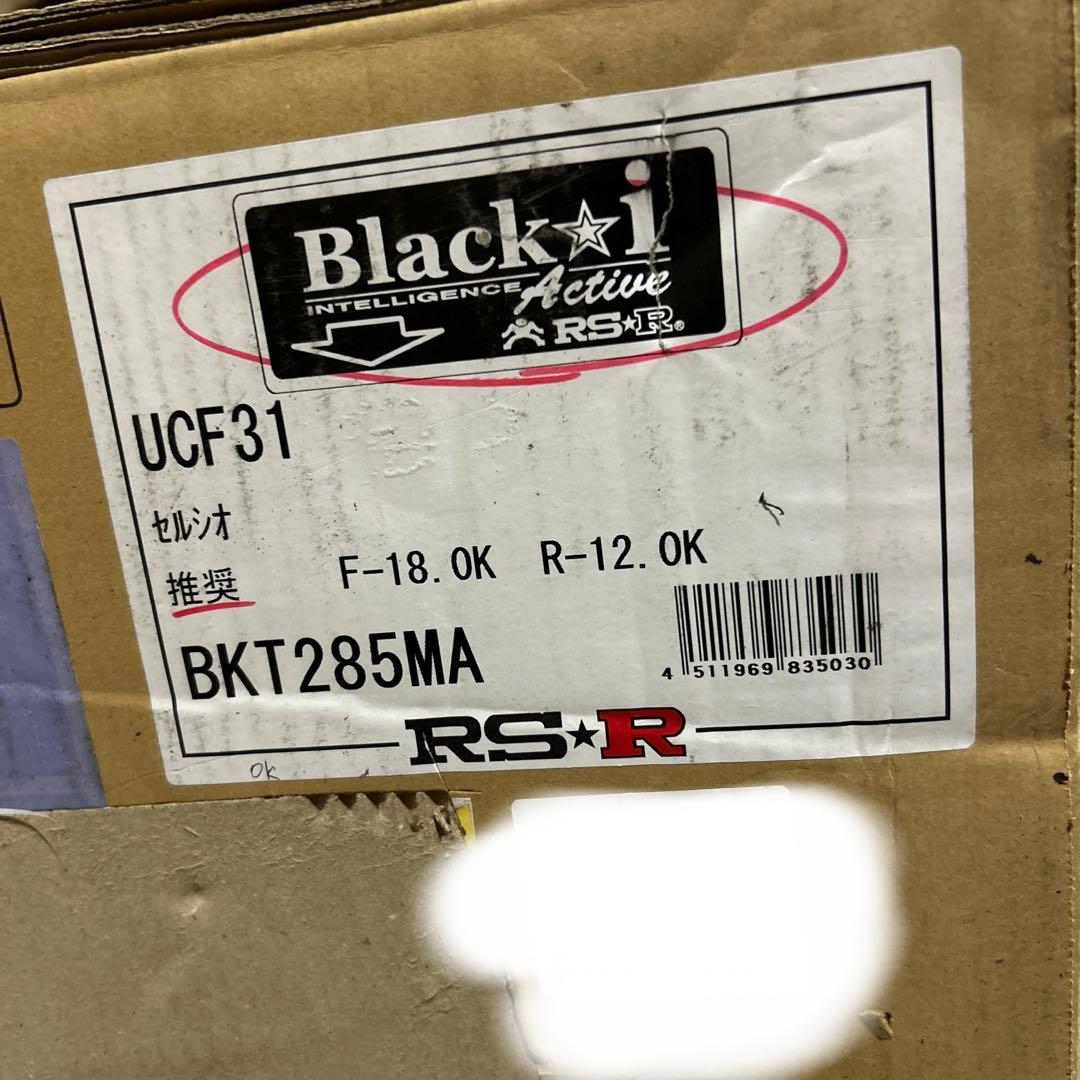 Black☆i
INTELLIGENCE Active
RS★R®
UCF31
セルシオ
推奨 F-18.0K R-12.0K
BKT285MA
4 511969 835030
RS★R
OK